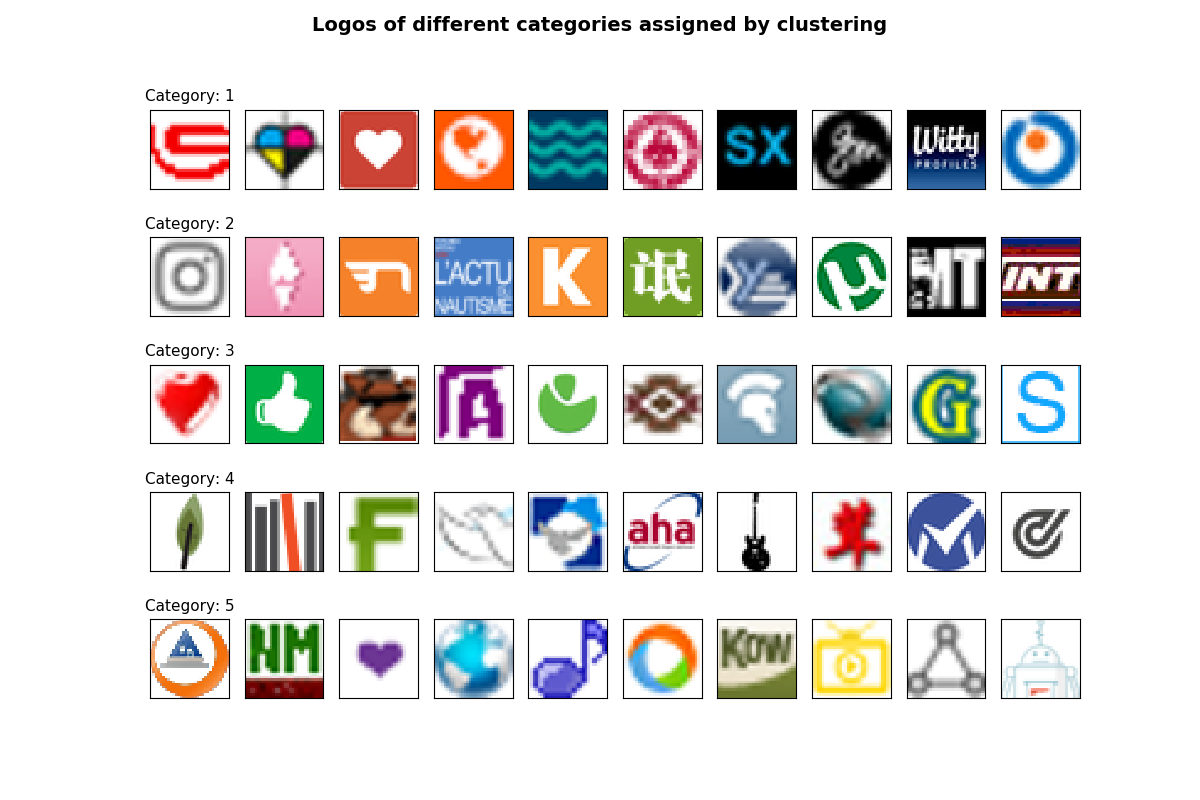 Logos of different categories assigned by clustering
Category: 1
SX
Witty
PROFILES
Category: 2
L'ACTU
NAUTISME
K
氓
µ
MT
INT
Category: 3
A
G
S
Category: 4
F
aha
Category: 5
NM
KOW